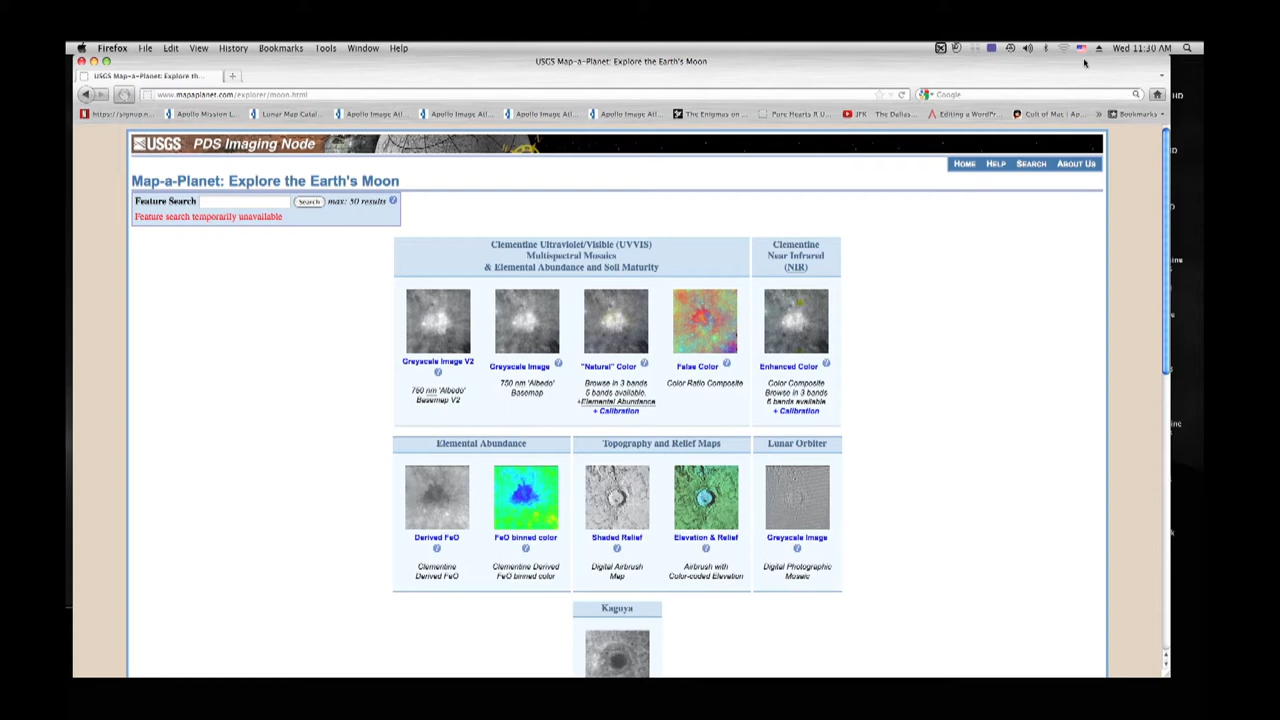 Firefox File Edit View History Bookmarks Tools Window Help Wed 11:30 AM
USGS Map-a-Planet: Explore the Earth's Moon
USGS Map-a-Planet: Explore the Earth'... +
www.mapaplanet.com/explorer/moon.html Google
https://signup.n... Apollo Mission L... Lunar Map Catal... Apollo Image Atl... Apollo Image Atl... Apollo Image Atl... Apollo Image Atl... The Enigmas on ... Pure Hearts R U... JFK The Dallas... Editing a WordPr... Cult of Mac | Ap... » Bookmarks
USGS PDS Imaging Node
HOME HELP SEARCH ABOUT US
Map-a-Planet: Explore the Earth's Moon
Feature Search Search max: 50 results ?
Feature search temporarily unavailable
Clementine Ultraviolet/Visible (UVVIS)
Multispectral Mosaics
& Elemental Abundance and Soil Maturity
Clementine
Near Infrared
(NIR)
Greyscale Image V2 ?
750 nm 'Albedo'
Basemap V2
Greyscale Image ?
750 nm 'Albedo'
Basemap
"Natural" Color ?
Browse in 3 bands
5 bands available,
+Elemental Abundance
+ Calibration
False Color ?
Color Ratio Composite
Enhanced Color ?
Color Composite
Browse in 3 bands
6 bands available
+ Calibration
Elemental Abundance
Topography and Relief Maps
Lunar Orbiter
Derived FeO ?
Clementine
Derived FeO
FeO binned color ?
Clementine Derived
FeO binned color
Shaded Relief ?
Digital Airbrush
Map
Elevation & Relief ?
Airbrush with
Color-coded Elevation
Greyscale Image ?
Digital Photographic
Mosaic
Kaguya